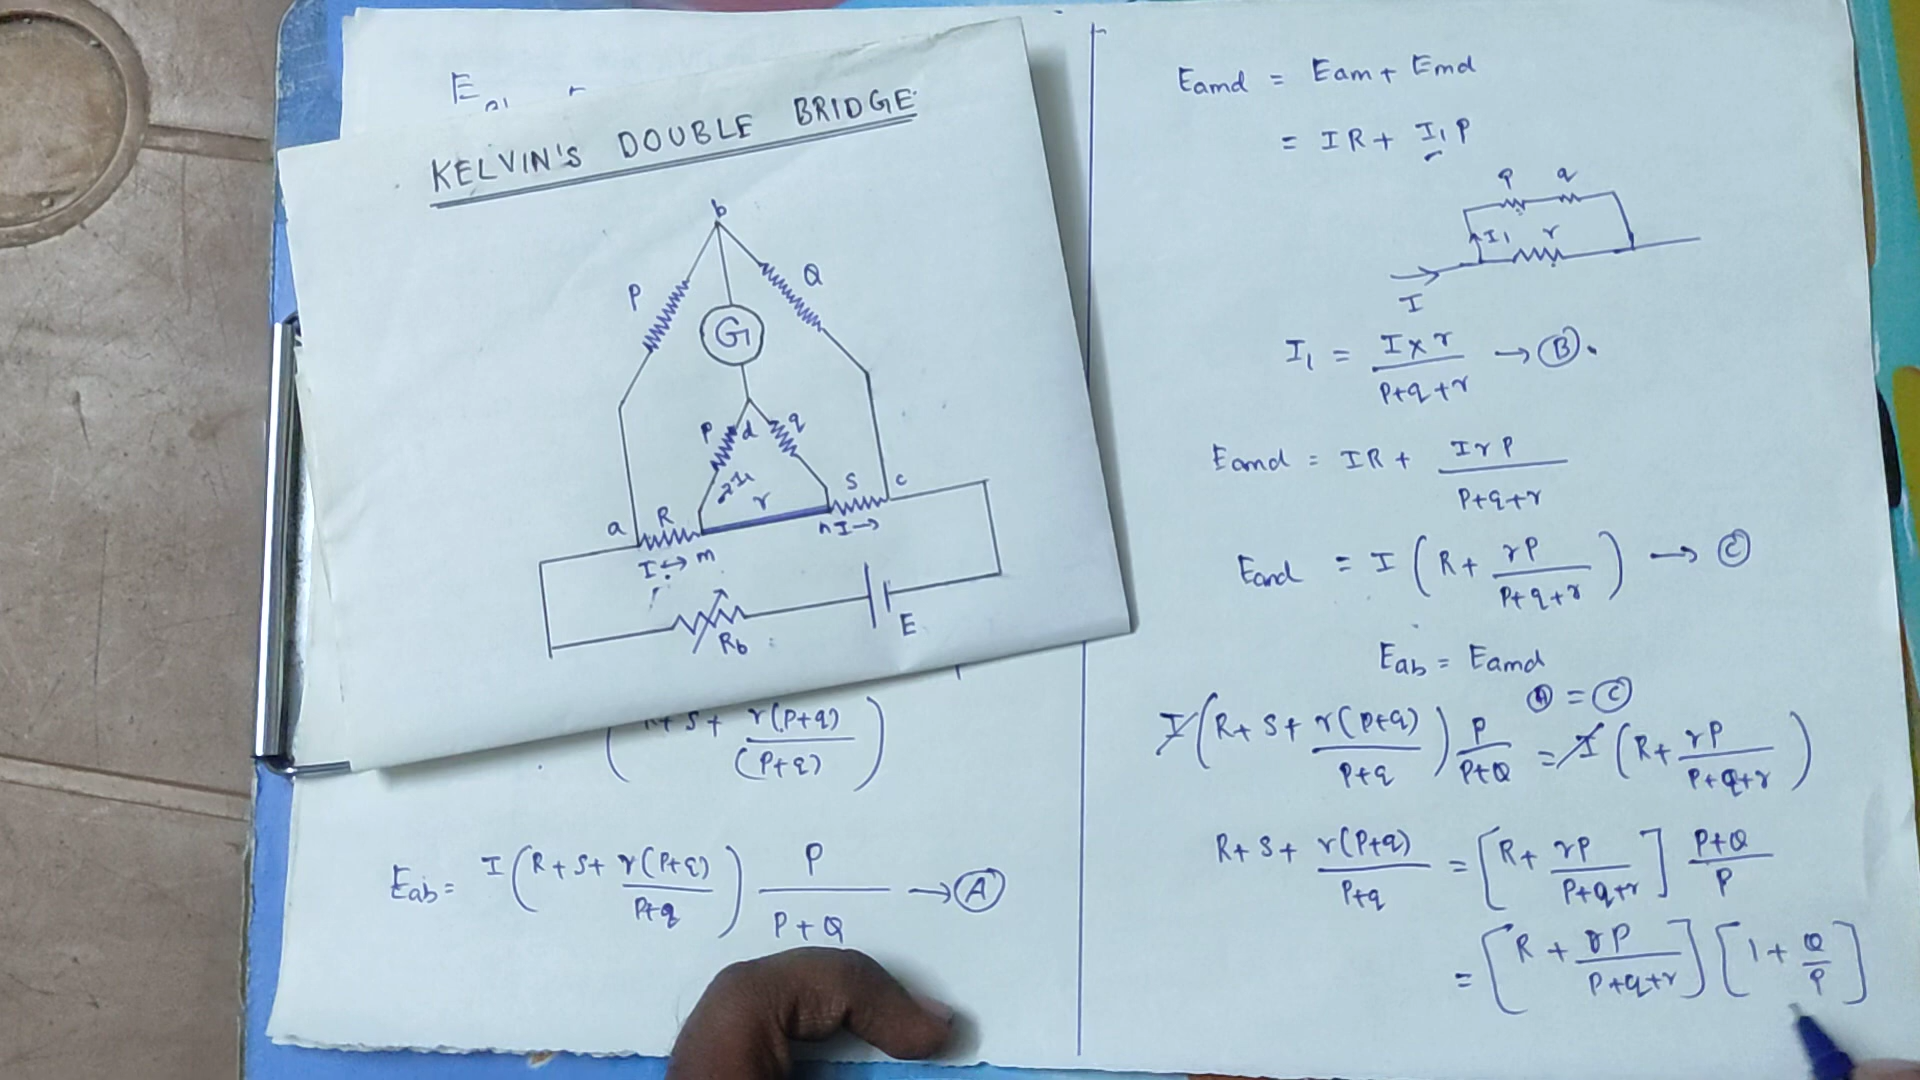 KELVIN'S DOUBLE BRIDGE
b
P
Q
G
P d q
I1
r
a R
S c
I m
n I →
Rb
E
S + r(P+q) / (P+q)
Eab = I (R + S + r(P+q) / P+q) P / P+Q → A
Eamd = Eam + Emd
= IR + I1 P
P q
I1 r
I
I1 = I × r / P+q+r → B.
Eamd = IR + I r P / P+q+r
Eamd = I (R + rP / P+q+r) → C
Eab = Eamd
A = C
I (R + S + r(P+q) / P+q) P / P+Q = I (R + rP / P+q+r)
R + S + r(P+q) / P+q = [R + rP / P+q+r] P+Q / P
= [R + rP / P+q+r] [1 + Q / P]